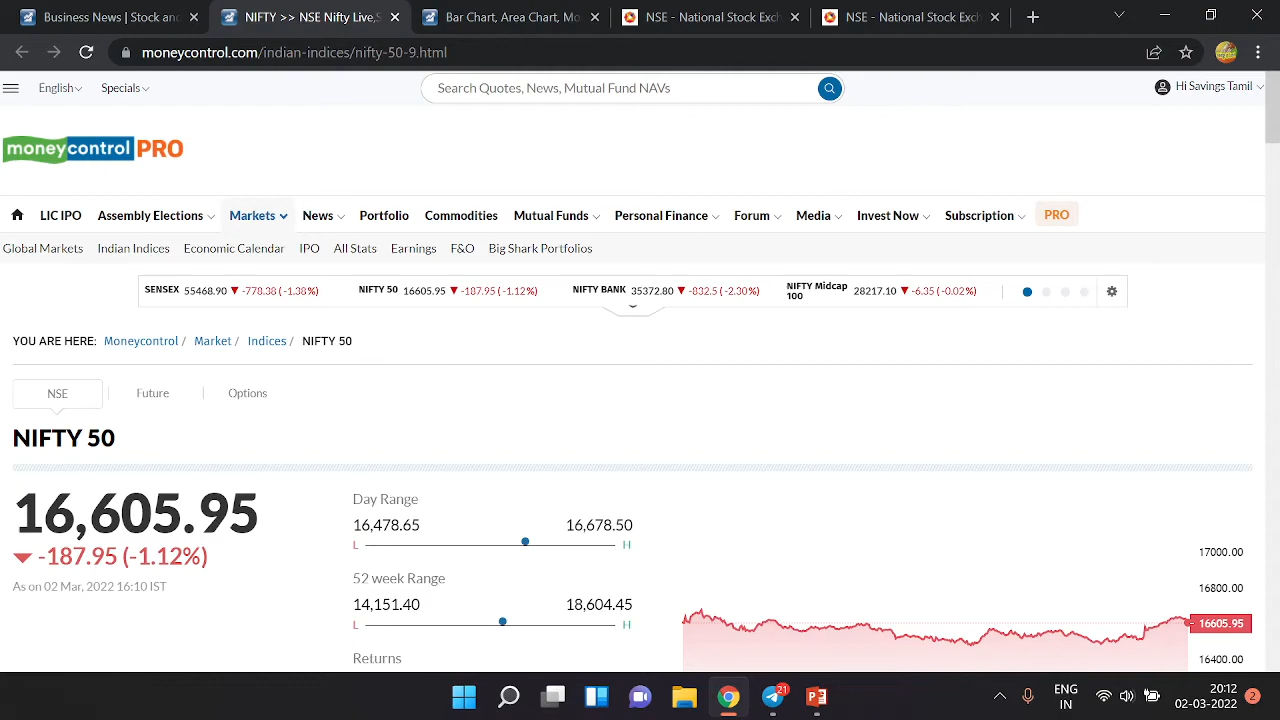 Business News and
NIFTY >> NSE Nifty Live
Bar Chart, Area Chart, Mo
NSE - National Stock Exch
NSE - National Stock Exch
moneycontrol.com/indian-indices/nifty-50-9.html
English
Specials
Search Quotes, News, Mutual Fund NAVs
Hi Savings Tamil
moneycontrol PRO
LIC IPO Assembly Elections Markets News Portfolio Commodities Mutual Funds Personal Finance Forum Media Invest Now Subscription PRO
Global Markets Indian Indices Economic Calendar IPO All Stats Earnings F&O Big Shark Portfolios
SENSEX 55468.90 ▼ -778.38 (-1.38%) NIFTY 50 16605.95 ▼ -187.95 (-1.12%) NIFTY BANK 35372.80 ▼ -832.5 (-2.30%) NIFTY Midcap 100 28217.10 ▼ -6.35 (-0.02%)
YOU ARE HERE: Moneycontrol / Market / Indices / NIFTY 50
NSE Future Options
NIFTY 50
16,605.95
▼ -187.95 (-1.12%)
As on 02 Mar, 2022 16:10 IST
Day Range
16,478.65 16,678.50
L H
52 week Range
14,151.40 18,604.45
L H
Returns
17000.00
16800.00
16605.95
16400.00
21
ENG
IN
20:12
02-03-2022
2